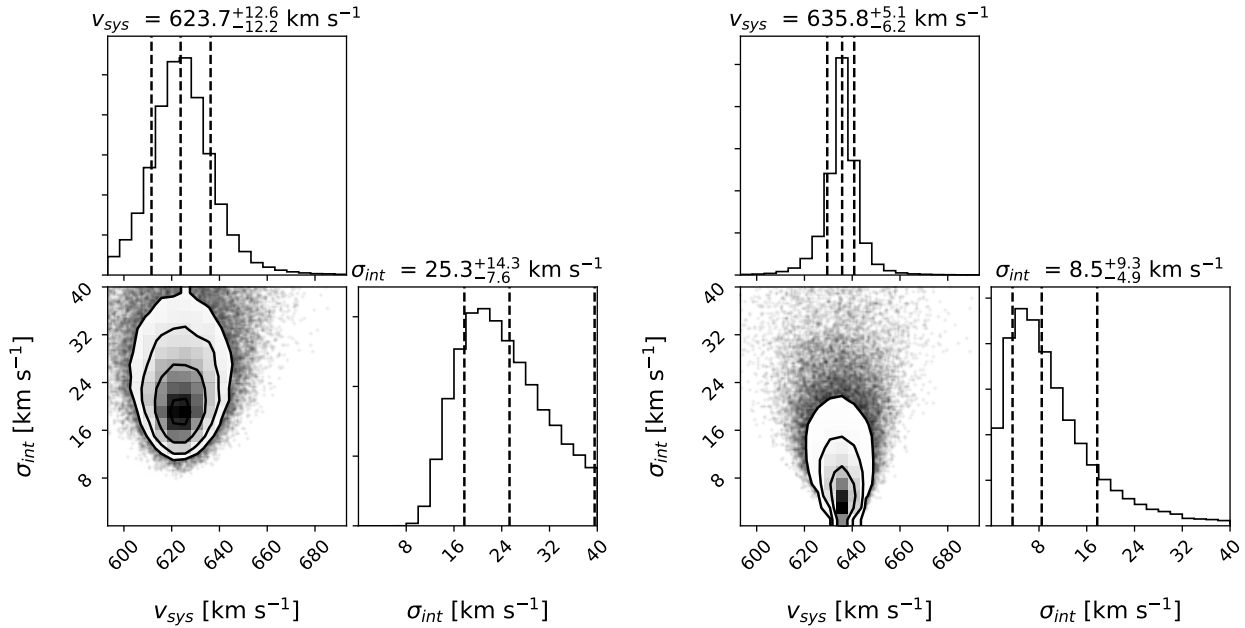 v_sys = 623.7 +12.6 −12.2 km s⁻¹
σ_int = 25.3 +14.3 −7.6 km s⁻¹
40
32
24
16
8
σ_int [km s⁻¹]
600 620 640 660 680
v_sys [km s⁻¹]
8 16 24 32 40
σ_int [km s⁻¹]
v_sys = 635.8 +5.1 −6.2 km s⁻¹
σ_int = 8.5 +9.3 −4.9 km s⁻¹
40
32
24
16
8
σ_int [km s⁻¹]
600 620 640 660 680
v_sys [km s⁻¹]
8 16 24 32 40
σ_int [km s⁻¹]